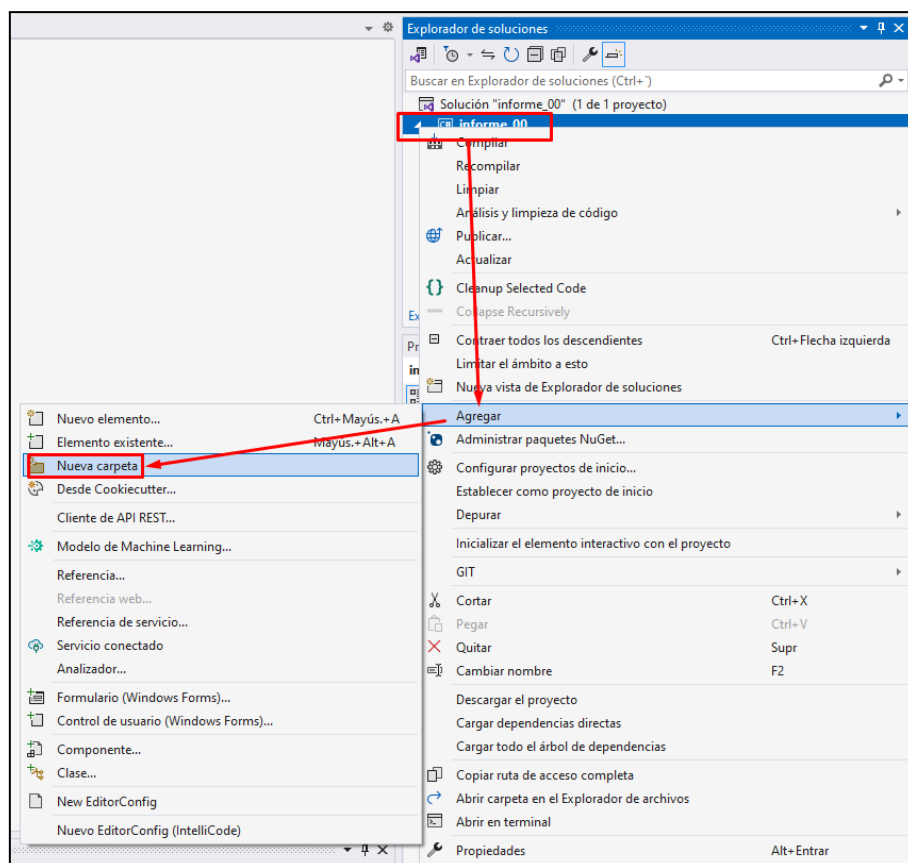 Explorador de soluciones
Buscar en Explorador de soluciones (Ctrl+¨)
Solución "informe_00" (1 de 1 proyecto)
informe_00
Compilar
Recompilar
Limpiar
Análisis y limpieza de código
Publicar...
Actualizar
Cleanup Selected Code
Collapse Recursively
Ex
Pr
Contraer todos los descendientes Ctrl+Flecha izquierda
in
Limitar el ámbito a esto
Nueva vista de Explorador de soluciones
Agregar
Administrar paquetes NuGet...
Configurar proyectos de inicio...
Establecer como proyecto de inicio
Depurar
Inicializar el elemento interactivo con el proyecto
GIT
Cortar Ctrl+X
Pegar Ctrl+V
Quitar Supr
Cambiar nombre F2
Descargar el proyecto
Cargar dependencias directas
Cargar todo el árbol de dependencias
Copiar ruta de acceso completa
Abrir carpeta en el Explorador de archivos
Abrir en terminal
Propiedades Alt+Entrar
Nuevo elemento... Ctrl+Mayús.+A
Elemento existente... Mayús.+Alt+A
Nueva carpeta
Desde Cookiecutter...
Cliente de API REST...
Modelo de Machine Learning...
Referencia...
Referencia web...
Referencia de servicio...
Servicio conectado
Analizador...
Formulario (Windows Forms)...
Control de usuario (Windows Forms)...
Componente...
Clase...
New EditorConfig
Nuevo EditorConfig (IntelliCode)